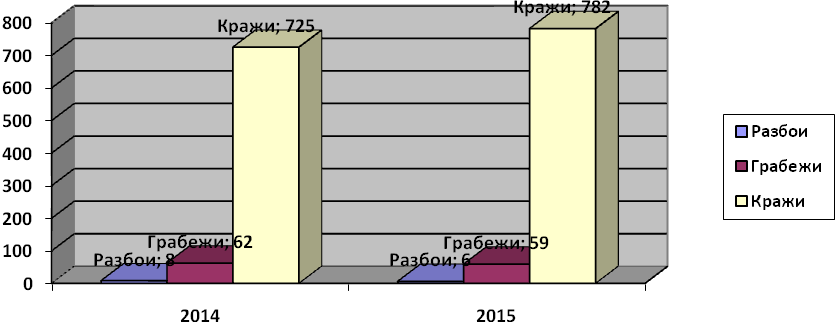 800
700
600
500
400
300
200
100
0
Разбои; 8
Грабежи; 62
Кражи; 725
Разбои; 6
Грабежи; 59
Кражи; 782
2014
2015
Разбои
Грабежи
Кражи